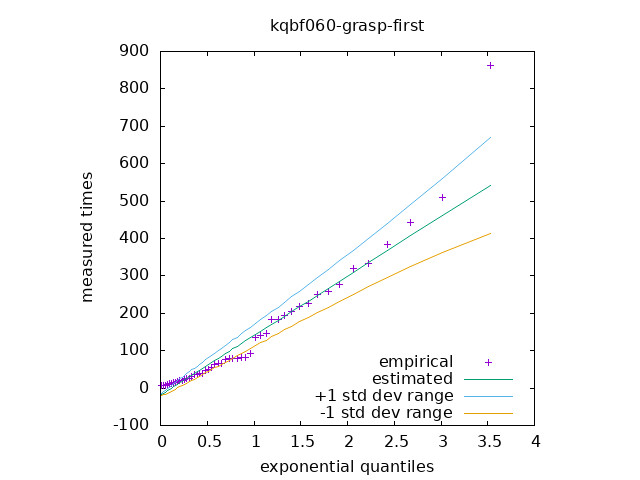 kqbf060-grasp-first
900
800
700
600
500
400
300
200
100
0
-100
measured times
empirical
estimated
+1 std dev range
-1 std dev range
0 0.5 1 1.5 2 2.5 3 3.5 4
exponential quantiles